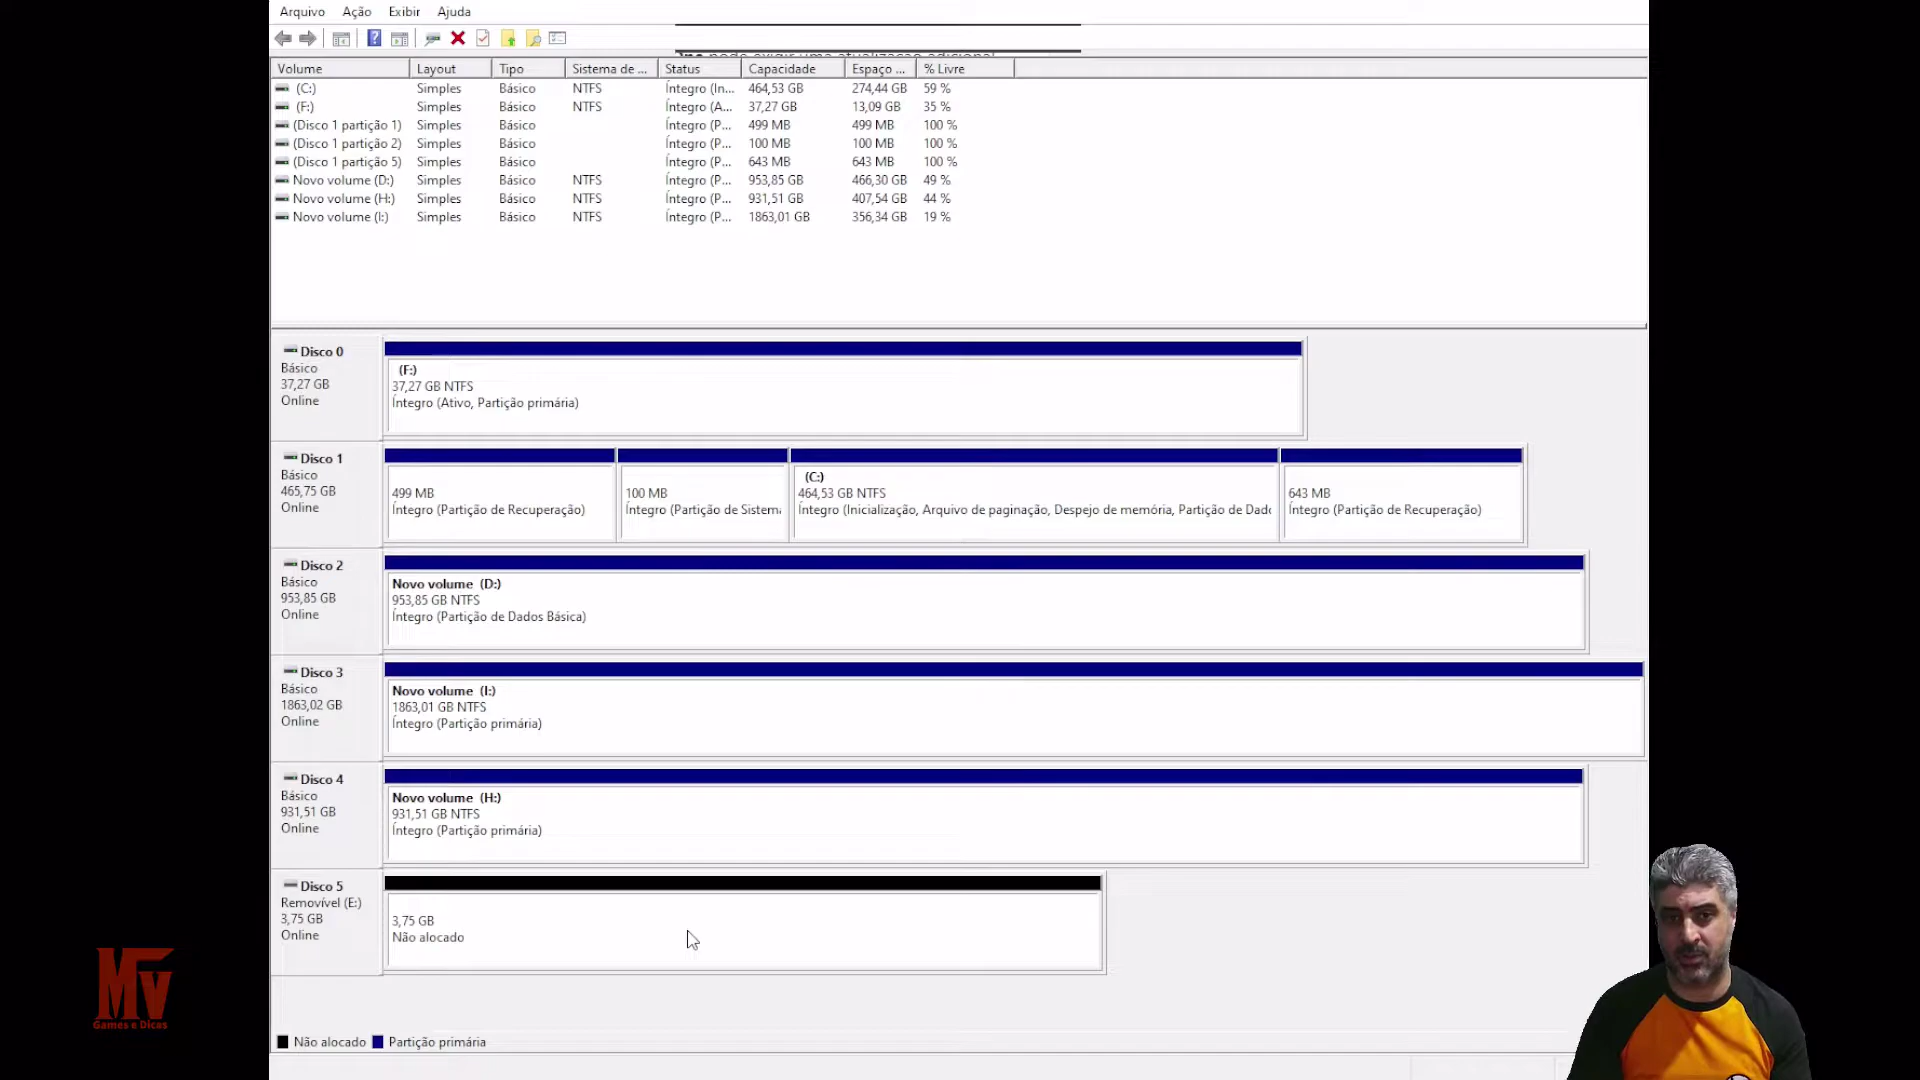 Arquivo Ação Exibir Ajuda
pode exigir uma atualização adicional
Volume Layout Tipo Sistema de ... Status Capacidade Espaço ... % Livre
(C:) Simples Básico NTFS Íntegro (In... 464,53 GB 274,44 GB 59 %
(F:) Simples Básico NTFS Íntegro (A... 37,27 GB 13,09 GB 35 %
(Disco 1 partição 1) Simples Básico Íntegro (P... 499 MB 499 MB 100 %
(Disco 1 partição 2) Simples Básico Íntegro (P... 100 MB 100 MB 100 %
(Disco 1 partição 5) Simples Básico Íntegro (P... 643 MB 643 MB 100 %
Novo volume (D:) Simples Básico NTFS Íntegro (P... 953,85 GB 466,30 GB 49 %
Novo volume (H:) Simples Básico NTFS Íntegro (P... 931,51 GB 407,54 GB 44 %
Novo volume (I:) Simples Básico NTFS Íntegro (P... 1863,01 GB 356,34 GB 19 %
Disco 0
Básico
37,27 GB
Online
(F:)
37,27 GB NTFS
Íntegro (Ativo, Partição primária)
Disco 1
Básico
465,75 GB
Online
499 MB
Íntegro (Partição de Recuperação)
100 MB
Íntegro (Partição de Sistema
(C:)
464,53 GB NTFS
Íntegro (Inicialização, Arquivo de paginação, Despejo de memória, Partição de Dado
643 MB
Íntegro (Partição de Recuperação)
Disco 2
Básico
953,85 GB
Online
Novo volume (D:)
953,85 GB NTFS
Íntegro (Partição de Dados Básica)
Disco 3
Básico
1863,02 GB
Online
Novo volume (I:)
1863,01 GB NTFS
Íntegro (Partição primária)
Disco 4
Básico
931,51 GB
Online
Novo volume (H:)
931,51 GB NTFS
Íntegro (Partição primária)
Disco 5
Removível (E:)
3,75 GB
Online
3,75 GB
Não alocado
MV
Games e Dicas
Não alocado Partição primária